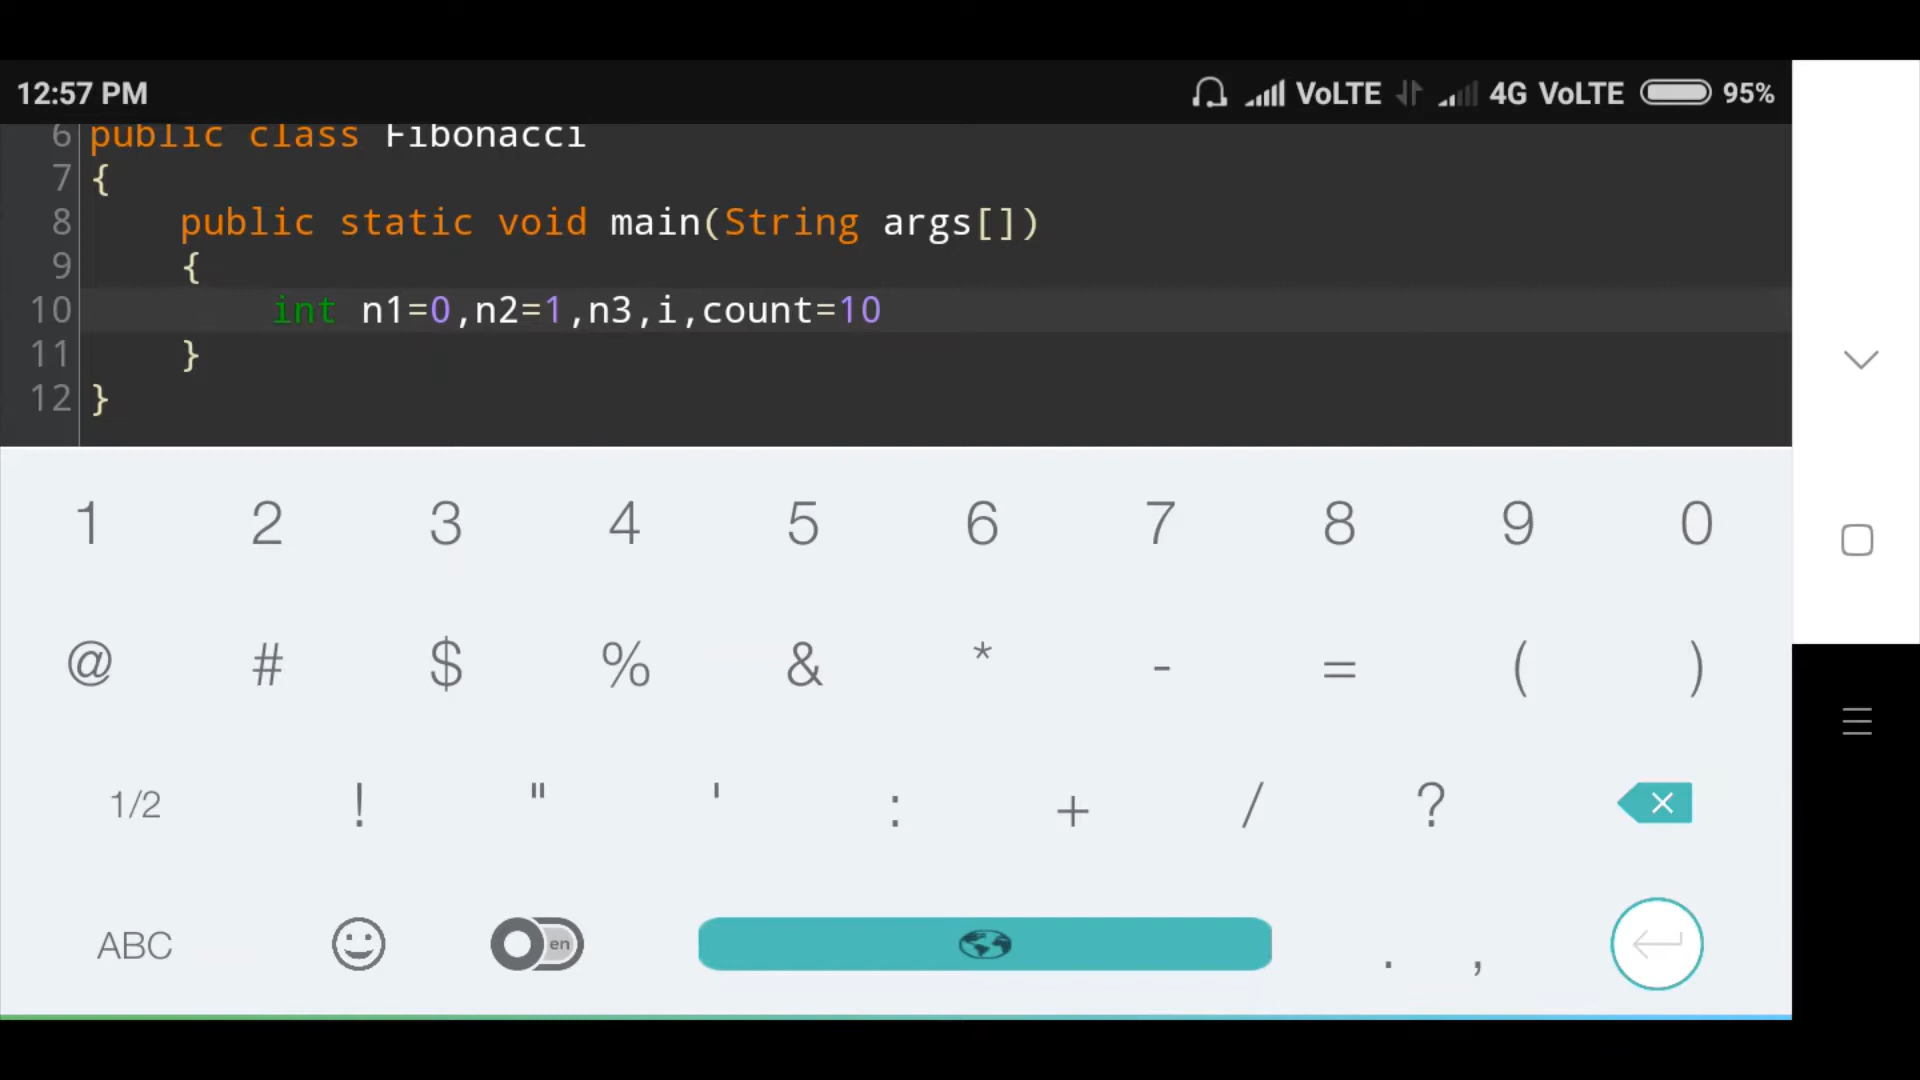 12:57 PM VoLTE 4G VoLTE 95%
6 public class Fibonacci
7 {
8 public static void main(String args[])
9 {
10 int n1=0,n2=1,n3,i,count=10
11 }
12 }
1 2 3 4 5 6 7 8 9 0
@ # $ % & * - = ( )
1/2 ! " ' : + / ?
ABC en . ,